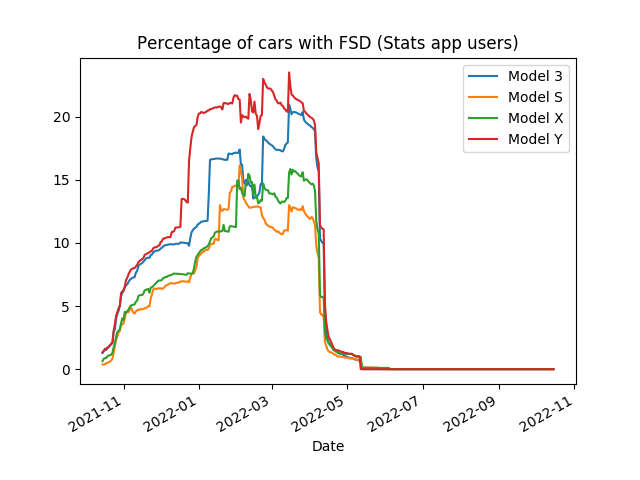 Percentage of cars with FSD (Stats app users)
Model 3
Model S
Model X
Model Y
20
15
10
5
0
2021-11
2022-01
2022-03
2022-05
2022-07
2022-09
2022-11
Date